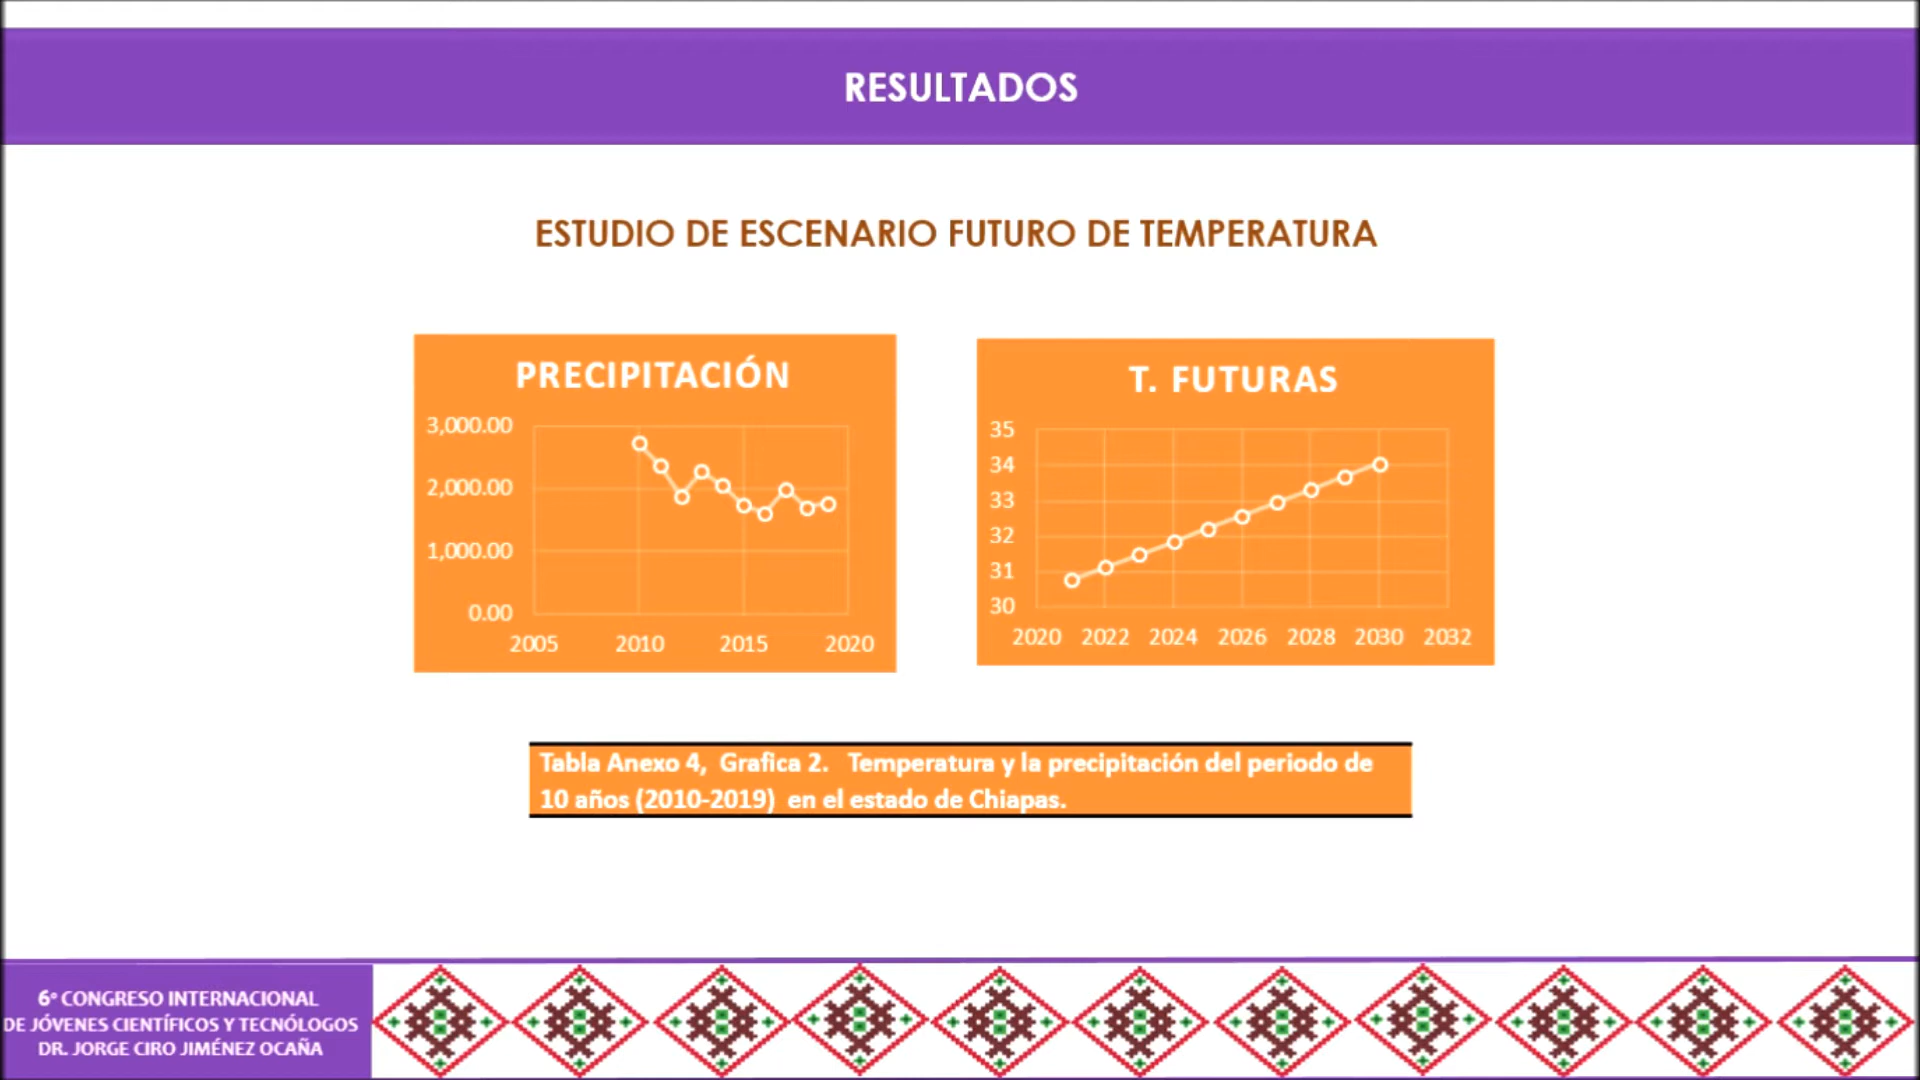 RESULTADOS
ESTUDIO DE ESCENARIO FUTURO DE TEMPERATURA
PRECIPITACIÓN
3,000.00
2,000.00
1,000.00
0.00
2005 2010 2015 2020
T. FUTURAS
35
34
33
32
31
30
2020 2022 2024 2026 2028 2030 2032
Tabla Anexo 4, Grafica 2. Temperatura y la precipitación del periodo de
10 años (2010-2019) en el estado de Chiapas.
6º CONGRESO INTERNACIONAL
DE JÓVENES CIENTÍFICOS Y TECNÓLOGOS
DR. JORGE CIRO JIMÉNEZ OCAÑA